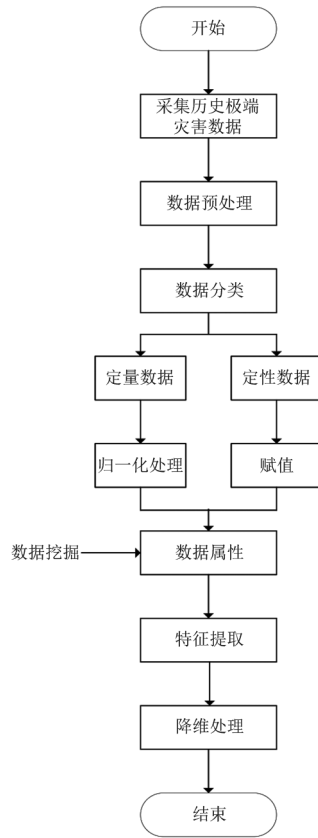 开始
采集历史极端
灾害数据
数据预处理
数据分类
定量数据
定性数据
归一化处理
赋值
数据挖掘
数据属性
特征提取
降维处理
结束